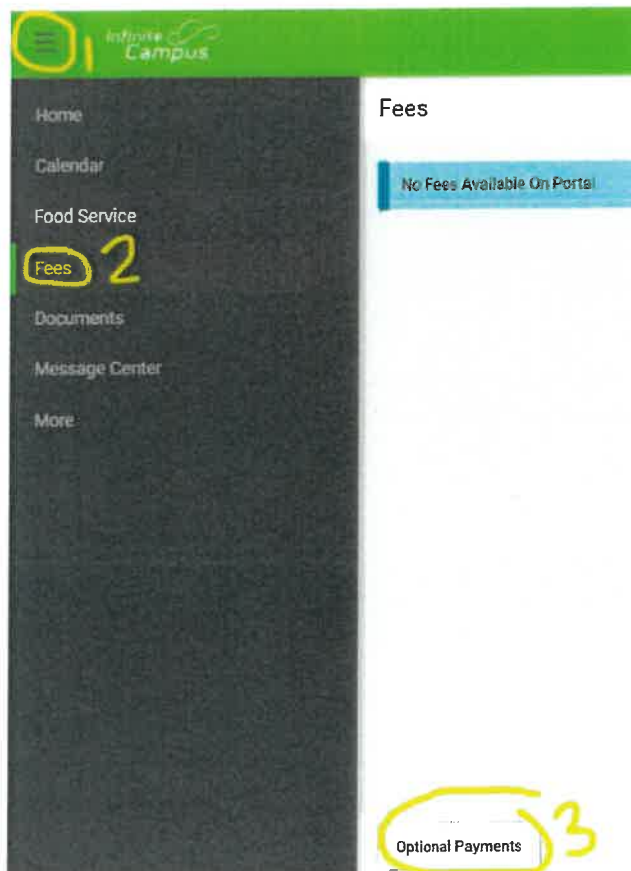 1
Infinite
Campus
Home
Calendar
Food Service
Fees 2
Documents
Message Center
More
Fees
No Fees Available On Portal
Optional Payments 3